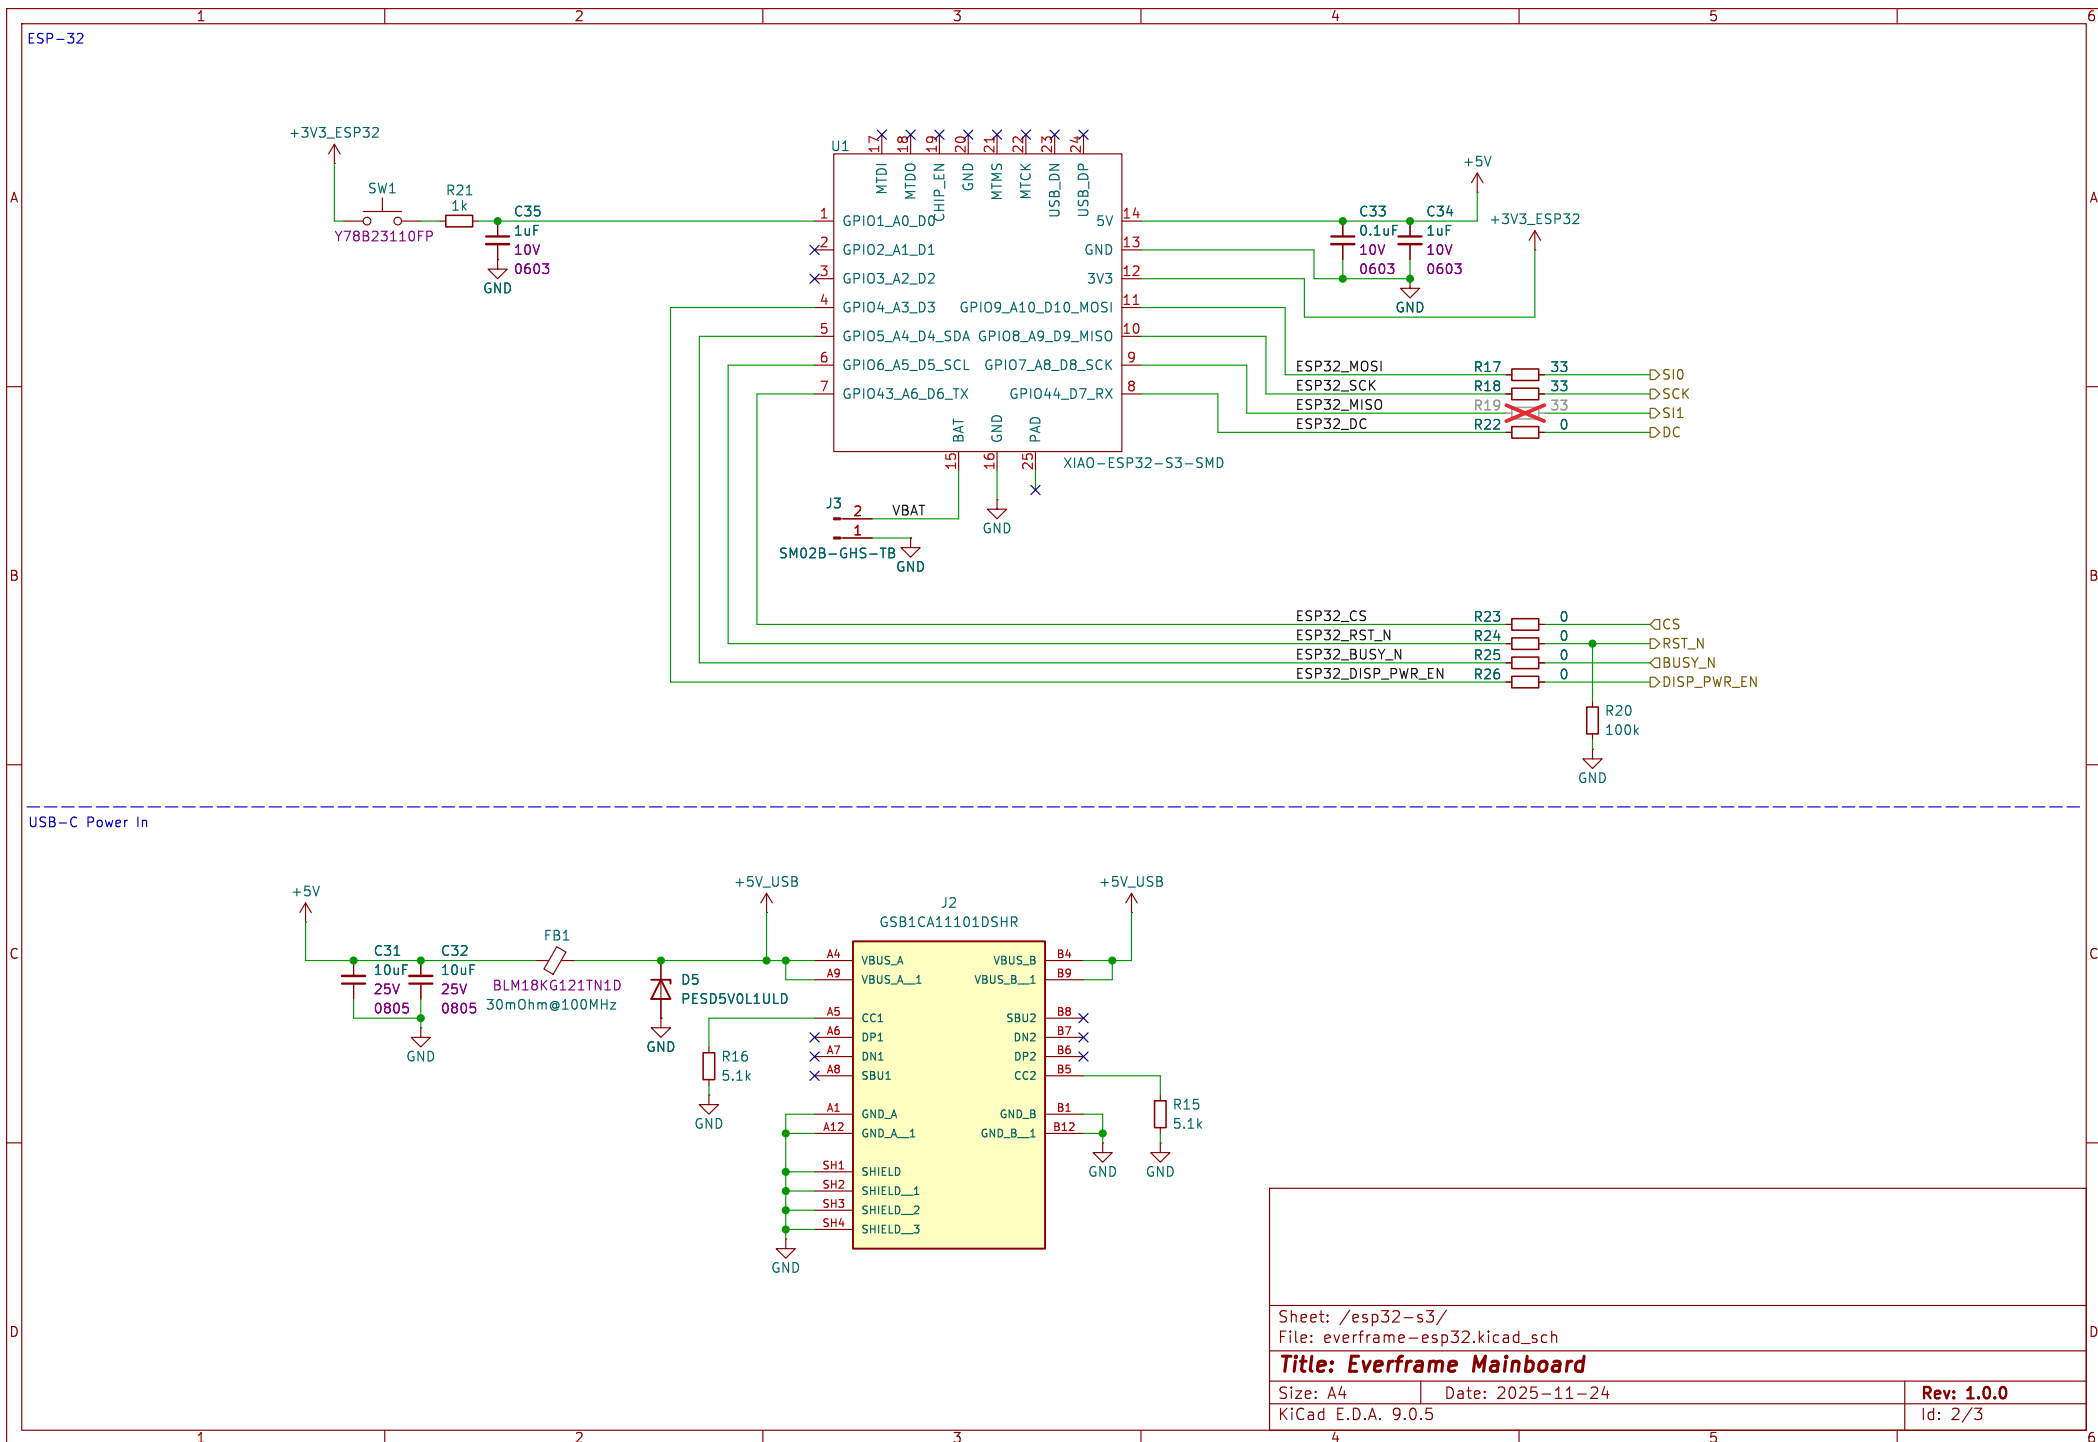 1 2 3 4 5 6
ESP-32
A
B
C
D
A
B
C
D
+3V3_ESP32
SW1
Y78B23110FP
R21
1k
C35
1uF
10V
0603
GND
U1
17 18 19 20 21 22 23 24
MTDI MTDO CHIP_EN GND MTMS MTCK USB_DN USB_DP
1 GPIO1_A0_D0
2 GPIO2_A1_D1
3 GPIO3_A2_D2
4 GPIO4_A3_D3
5 GPIO5_A4_D4_SDA
6 GPIO6_A5_D5_SCL
7 GPIO43_A6_D6_TX
5V 14
GND 13
3V3 12
GPIO9_A10_D10_MOSI 11
GPIO8_A9_D9_MISO 10
GPIO7_A8_D8_SCK 9
GPIO44_D7_RX 8
BAT GND PAD
15 16 25
XIAO-ESP32-S3-SMD
GND
J3
2 VBAT
1
SM02B-GHS-TB
GND
+5V
+3V3_ESP32
C33
0.1uF
10V
0603
C34
1uF
10V
0603
GND
ESP32_MOSI R17 33 SI0
ESP32_SCK R18 33 SCK
ESP32_MISO R19 33 SI1
ESP32_DC R22 0 DC
ESP32_CS R23 0 CS
ESP32_RST_N R24 0 RST_N
ESP32_BUSY_N R25 0 BUSY_N
ESP32_DISP_PWR_EN R26 0 DISP_PWR_EN
R20
100k
GND
USB-C Power In
+5V
C31
10uF
25V
0805
C32
10uF
25V
0805
GND
FB1
BLM18KG121TN1D
30mOhm@100MHz
D5
PESD5V0L1ULD
GND
+5V_USB
R16
5.1k
GND
J2
GSB1CA11101DSHR
A4 VBUS_A
A9 VBUS_A__1
A5 CC1
A6 DP1
A7 DN1
A8 SBU1
A1 GND_A
A12 GND_A__1
SH1 SHIELD
SH2 SHIELD__1
SH3 SHIELD__2
SH4 SHIELD__3
GND
VBUS_B B4
VBUS_B__1 B9
SBU2 B8
DN2 B7
DP2 B6
CC2 B5
GND_B B1
GND_B__1 B12
+5V_USB
GND
R15
5.1k
GND
Sheet: /esp32-s3/
File: everframe-esp32.kicad_sch
Title: Everframe Mainboard
Size: A4 Date: 2025-11-24 Rev: 1.0.0
KiCad E.D.A. 9.0.5 Id: 2/3
1 2 3 4 5 6